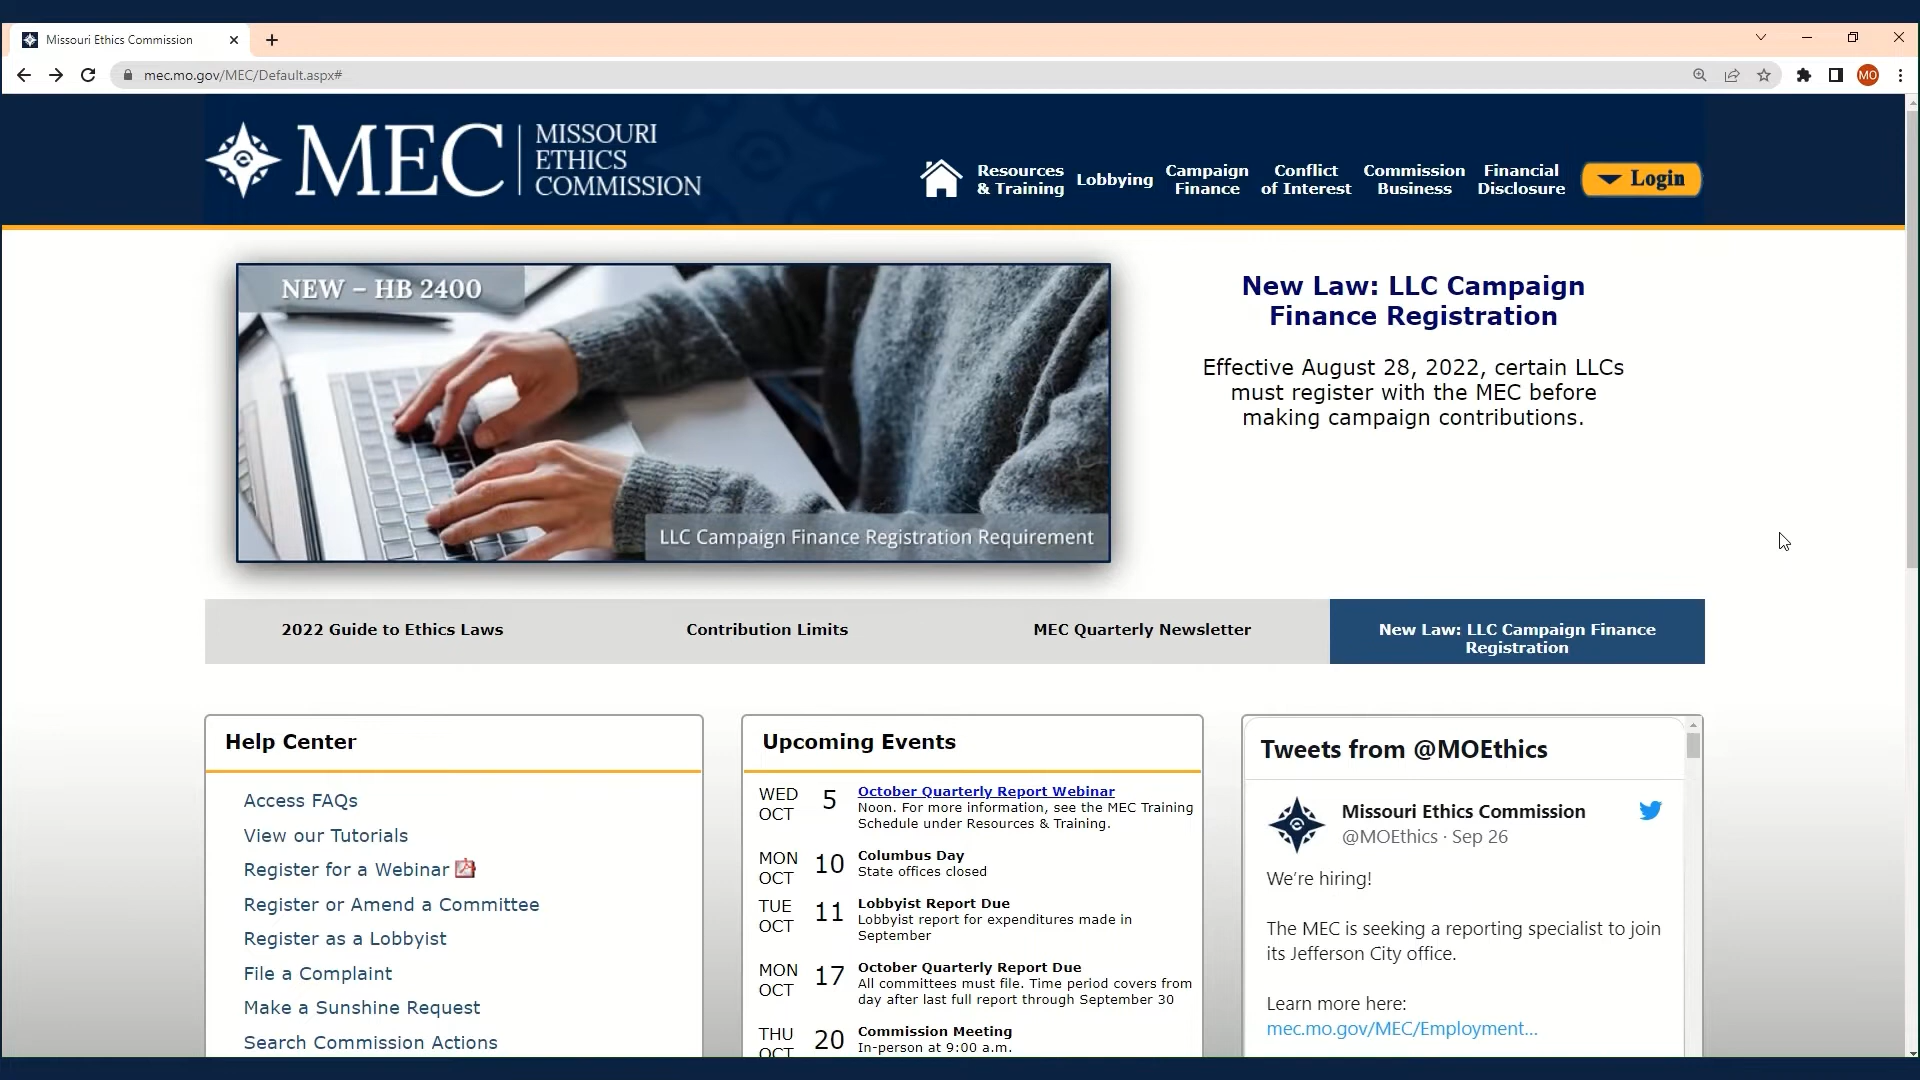 Missouri Ethics Commission
mec.mo.gov/MEC/Default.aspx#
MO
MEC
MISSOURI
ETHICS
COMMISSION
Resources
& Training
Lobbying
Campaign
Finance
Conflict
of Interest
Commission
Business
Financial
Disclosure
Login
NEW – HB 2400
LLC Campaign Finance Registration Requirement
New Law: LLC Campaign
Finance Registration
Effective August 28, 2022, certain LLCs
must register with the MEC before
making campaign contributions.
2022 Guide to Ethics Laws
Contribution Limits
MEC Quarterly Newsletter
New Law: LLC Campaign Finance
Registration
Help Center
Access FAQs
View our Tutorials
Register for a Webinar
Register or Amend a Committee
Register as a Lobbyist
File a Complaint
Make a Sunshine Request
Search Commission Actions
Upcoming Events
WED
OCT
5
October Quarterly Report Webinar
Noon. For more information, see the MEC Training
Schedule under Resources & Training.
MON
OCT
10
Columbus Day
State offices closed
TUE
OCT
11
Lobbyist Report Due
Lobbyist report for expenditures made in
September
MON
OCT
17
October Quarterly Report Due
All committees must file. Time period covers from
day after last full report through September 30
THU
OCT
20
Commission Meeting
In-person at 9:00 a.m.
Tweets from @MOEthics
Missouri Ethics Commission
@MOEthics · Sep 26
We’re hiring!
The MEC is seeking a reporting specialist to join
its Jefferson City office.
Learn more here:
mec.mo.gov/MEC/Employment…